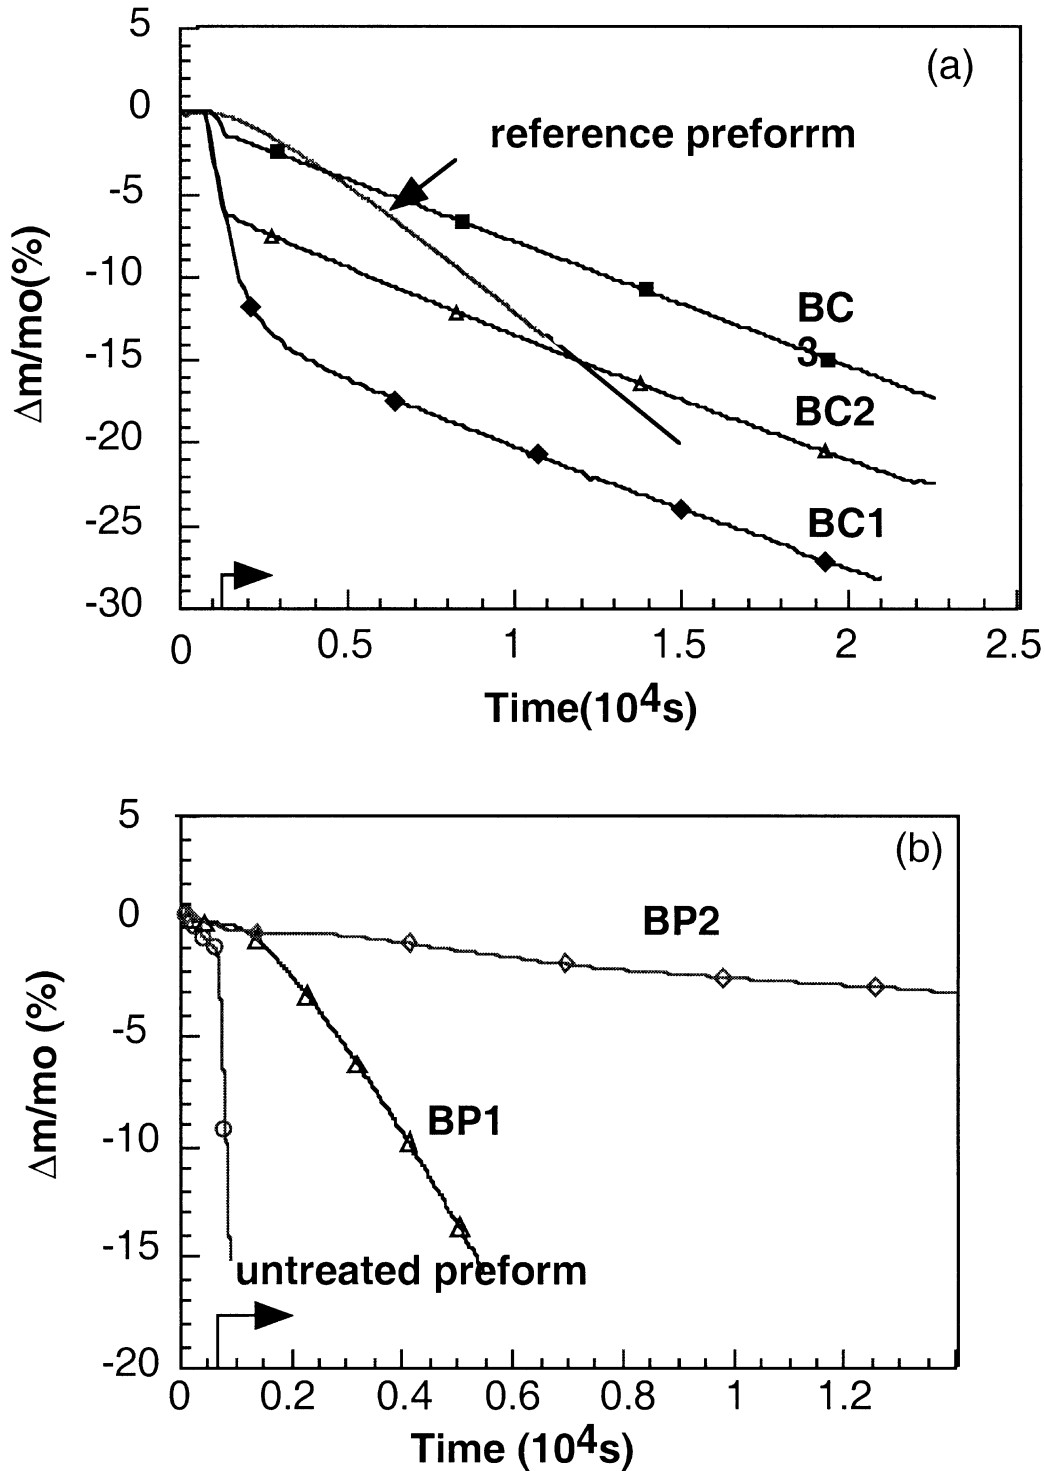 5
(a)
0
reference preforrm
-5
-10
BC
3
-15
BC2
-20
BC1
-25
-30
Δm/mo(%)
0 0.5 1 1.5 2 2.5
Time(10⁴s)
5
(b)
0
BP2
-5
BP1
-10
-15
untreated preform
-20
Δm/mo (%)
0 0.2 0.4 0.6 0.8 1 1.2
Time (10⁴s)